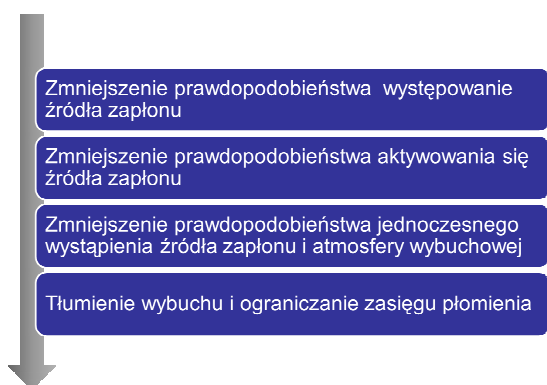 Zmniejszenie prawdopodobieństwa występowanie
źródła zapłonu
Zmniejszenie prawdopodobieństwa aktywowania się
źródła zapłonu
Zmniejszenie prawdopodobieństwa jednoczesnego
wystąpienia źródła zapłonu i atmosfery wybuchowej
Tłumienie wybuchu i ograniczanie zasięgu płomienia